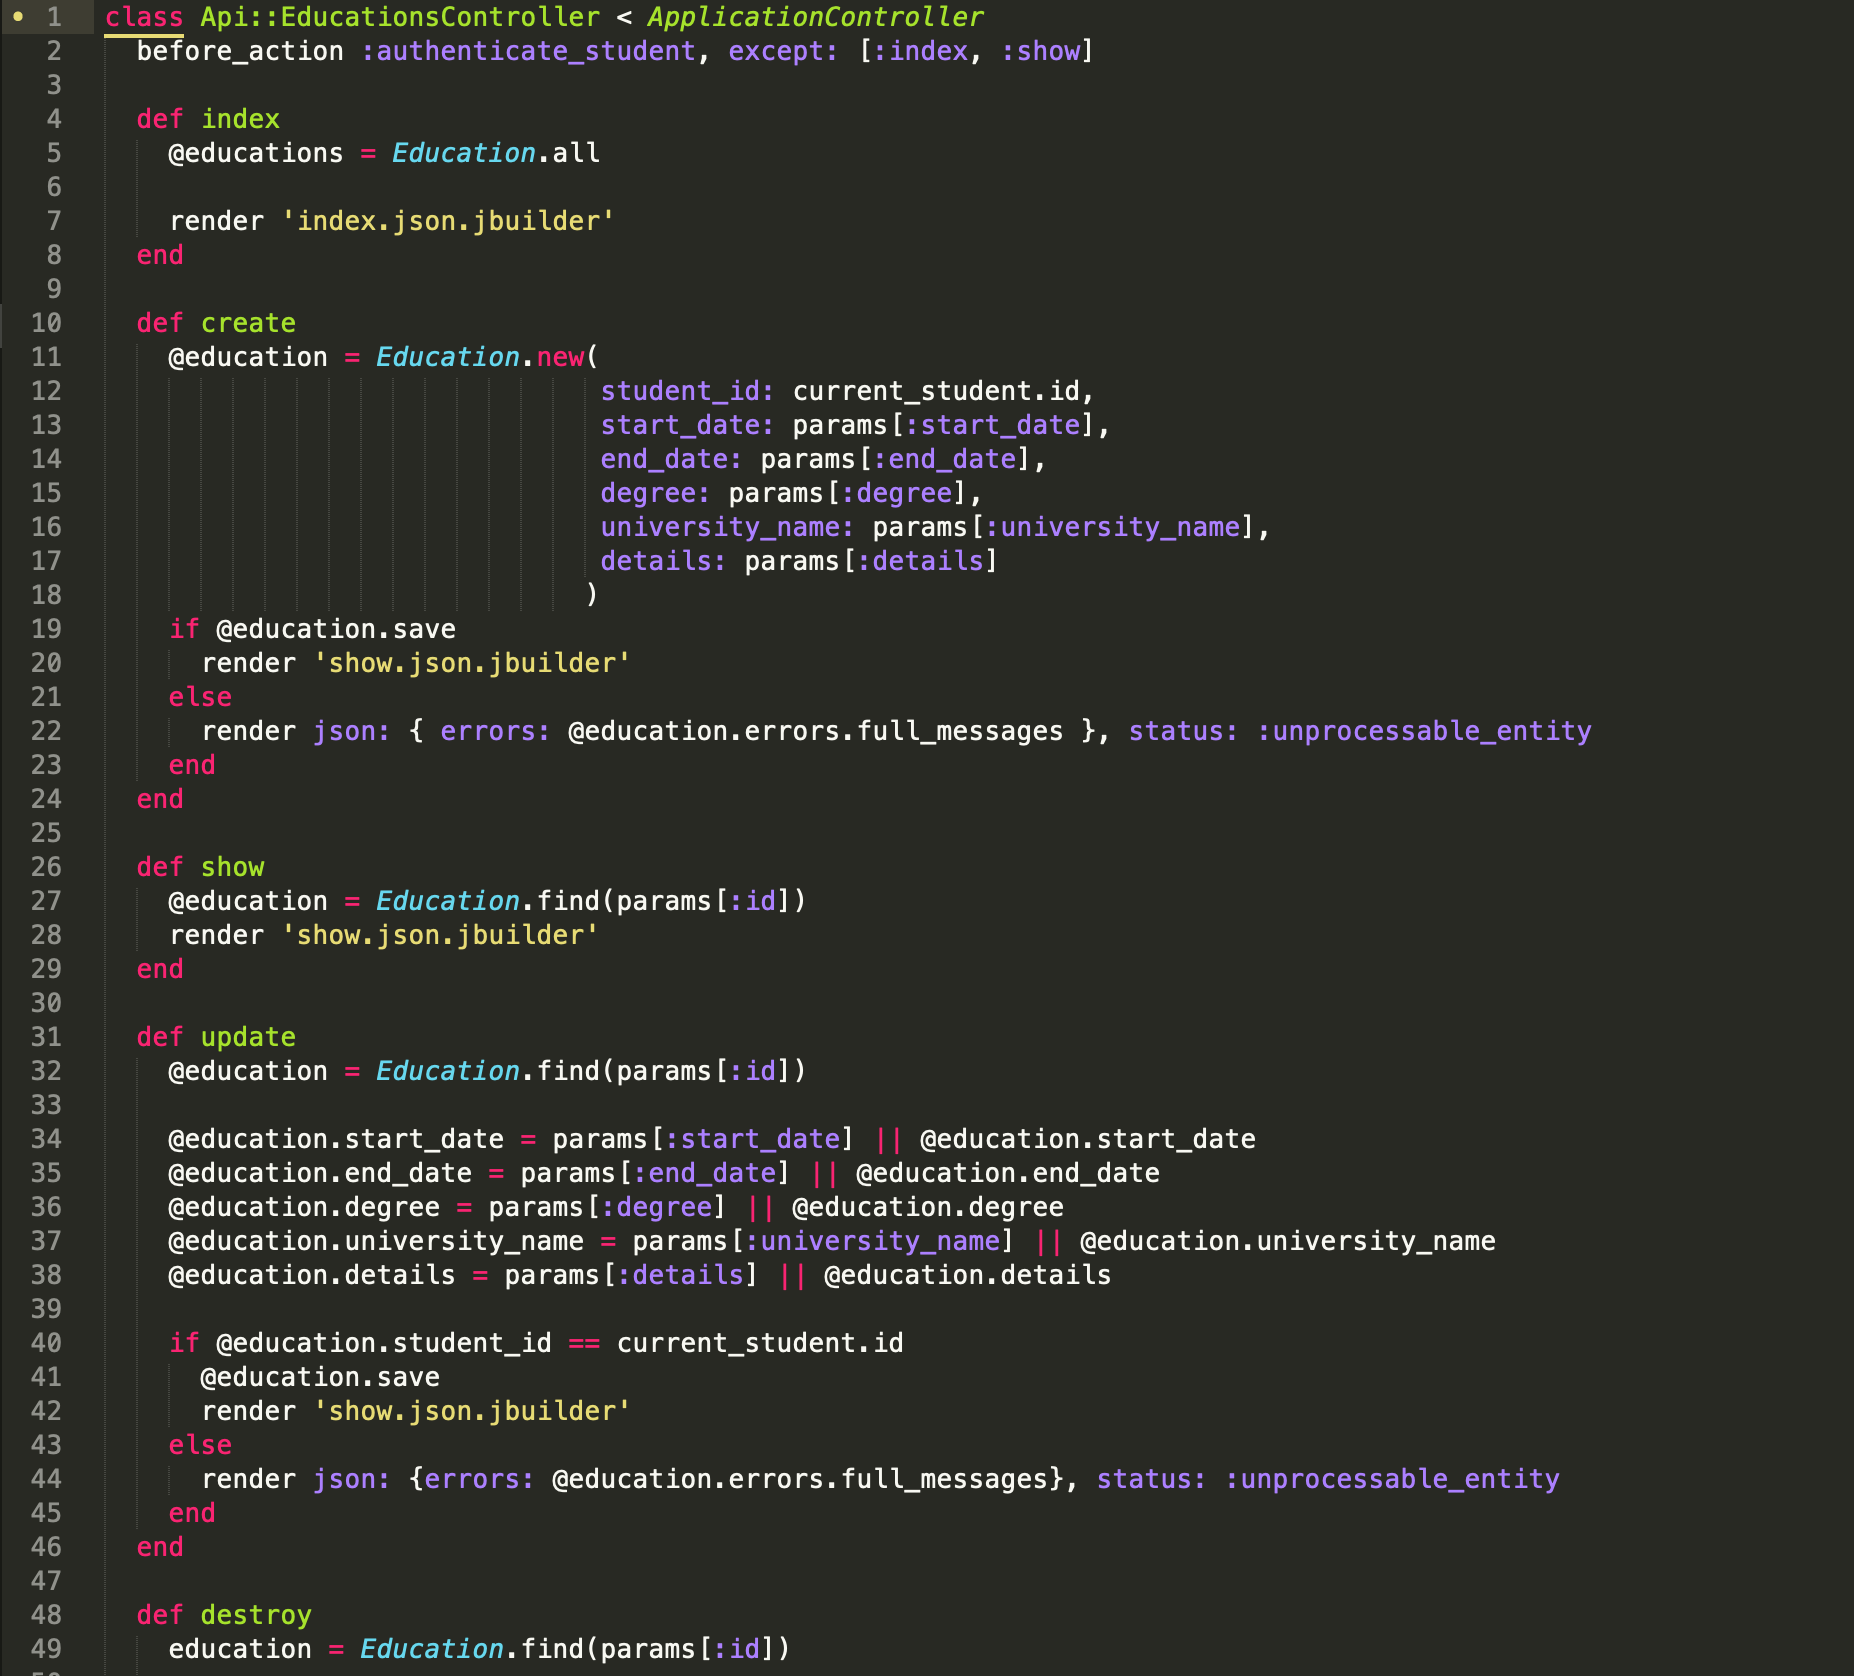 1 class Api::EducationsController < ApplicationController
2   before_action :authenticate_student, except: [:index, :show]
3
4   def index
5     @educations = Education.all
6
7     render 'index.json.jbuilder'
8   end
9
10   def create
11     @education = Education.new(
12                                student_id: current_student.id,
13                                start_date: params[:start_date],
14                                end_date: params[:end_date],
15                                degree: params[:degree],
16                                university_name: params[:university_name],
17                                details: params[:details]
18                               )
19     if @education.save
20       render 'show.json.jbuilder'
21     else
22       render json: { errors: @education.errors.full_messages }, status: :unprocessable_entity
23     end
24   end
25
26   def show
27     @education = Education.find(params[:id])
28     render 'show.json.jbuilder'
29   end
30
31   def update
32     @education = Education.find(params[:id])
33
34     @education.start_date = params[:start_date] || @education.start_date
35     @education.end_date = params[:end_date] || @education.end_date
36     @education.degree = params[:degree] || @education.degree
37     @education.university_name = params[:university_name] || @education.university_name
38     @education.details = params[:details] || @education.details
39
40     if @education.student_id == current_student.id
41       @education.save
42       render 'show.json.jbuilder'
43     else
44       render json: {errors: @education.errors.full_messages}, status: :unprocessable_entity
45     end
46   end
47
48   def destroy
49     education = Education.find(params[:id])